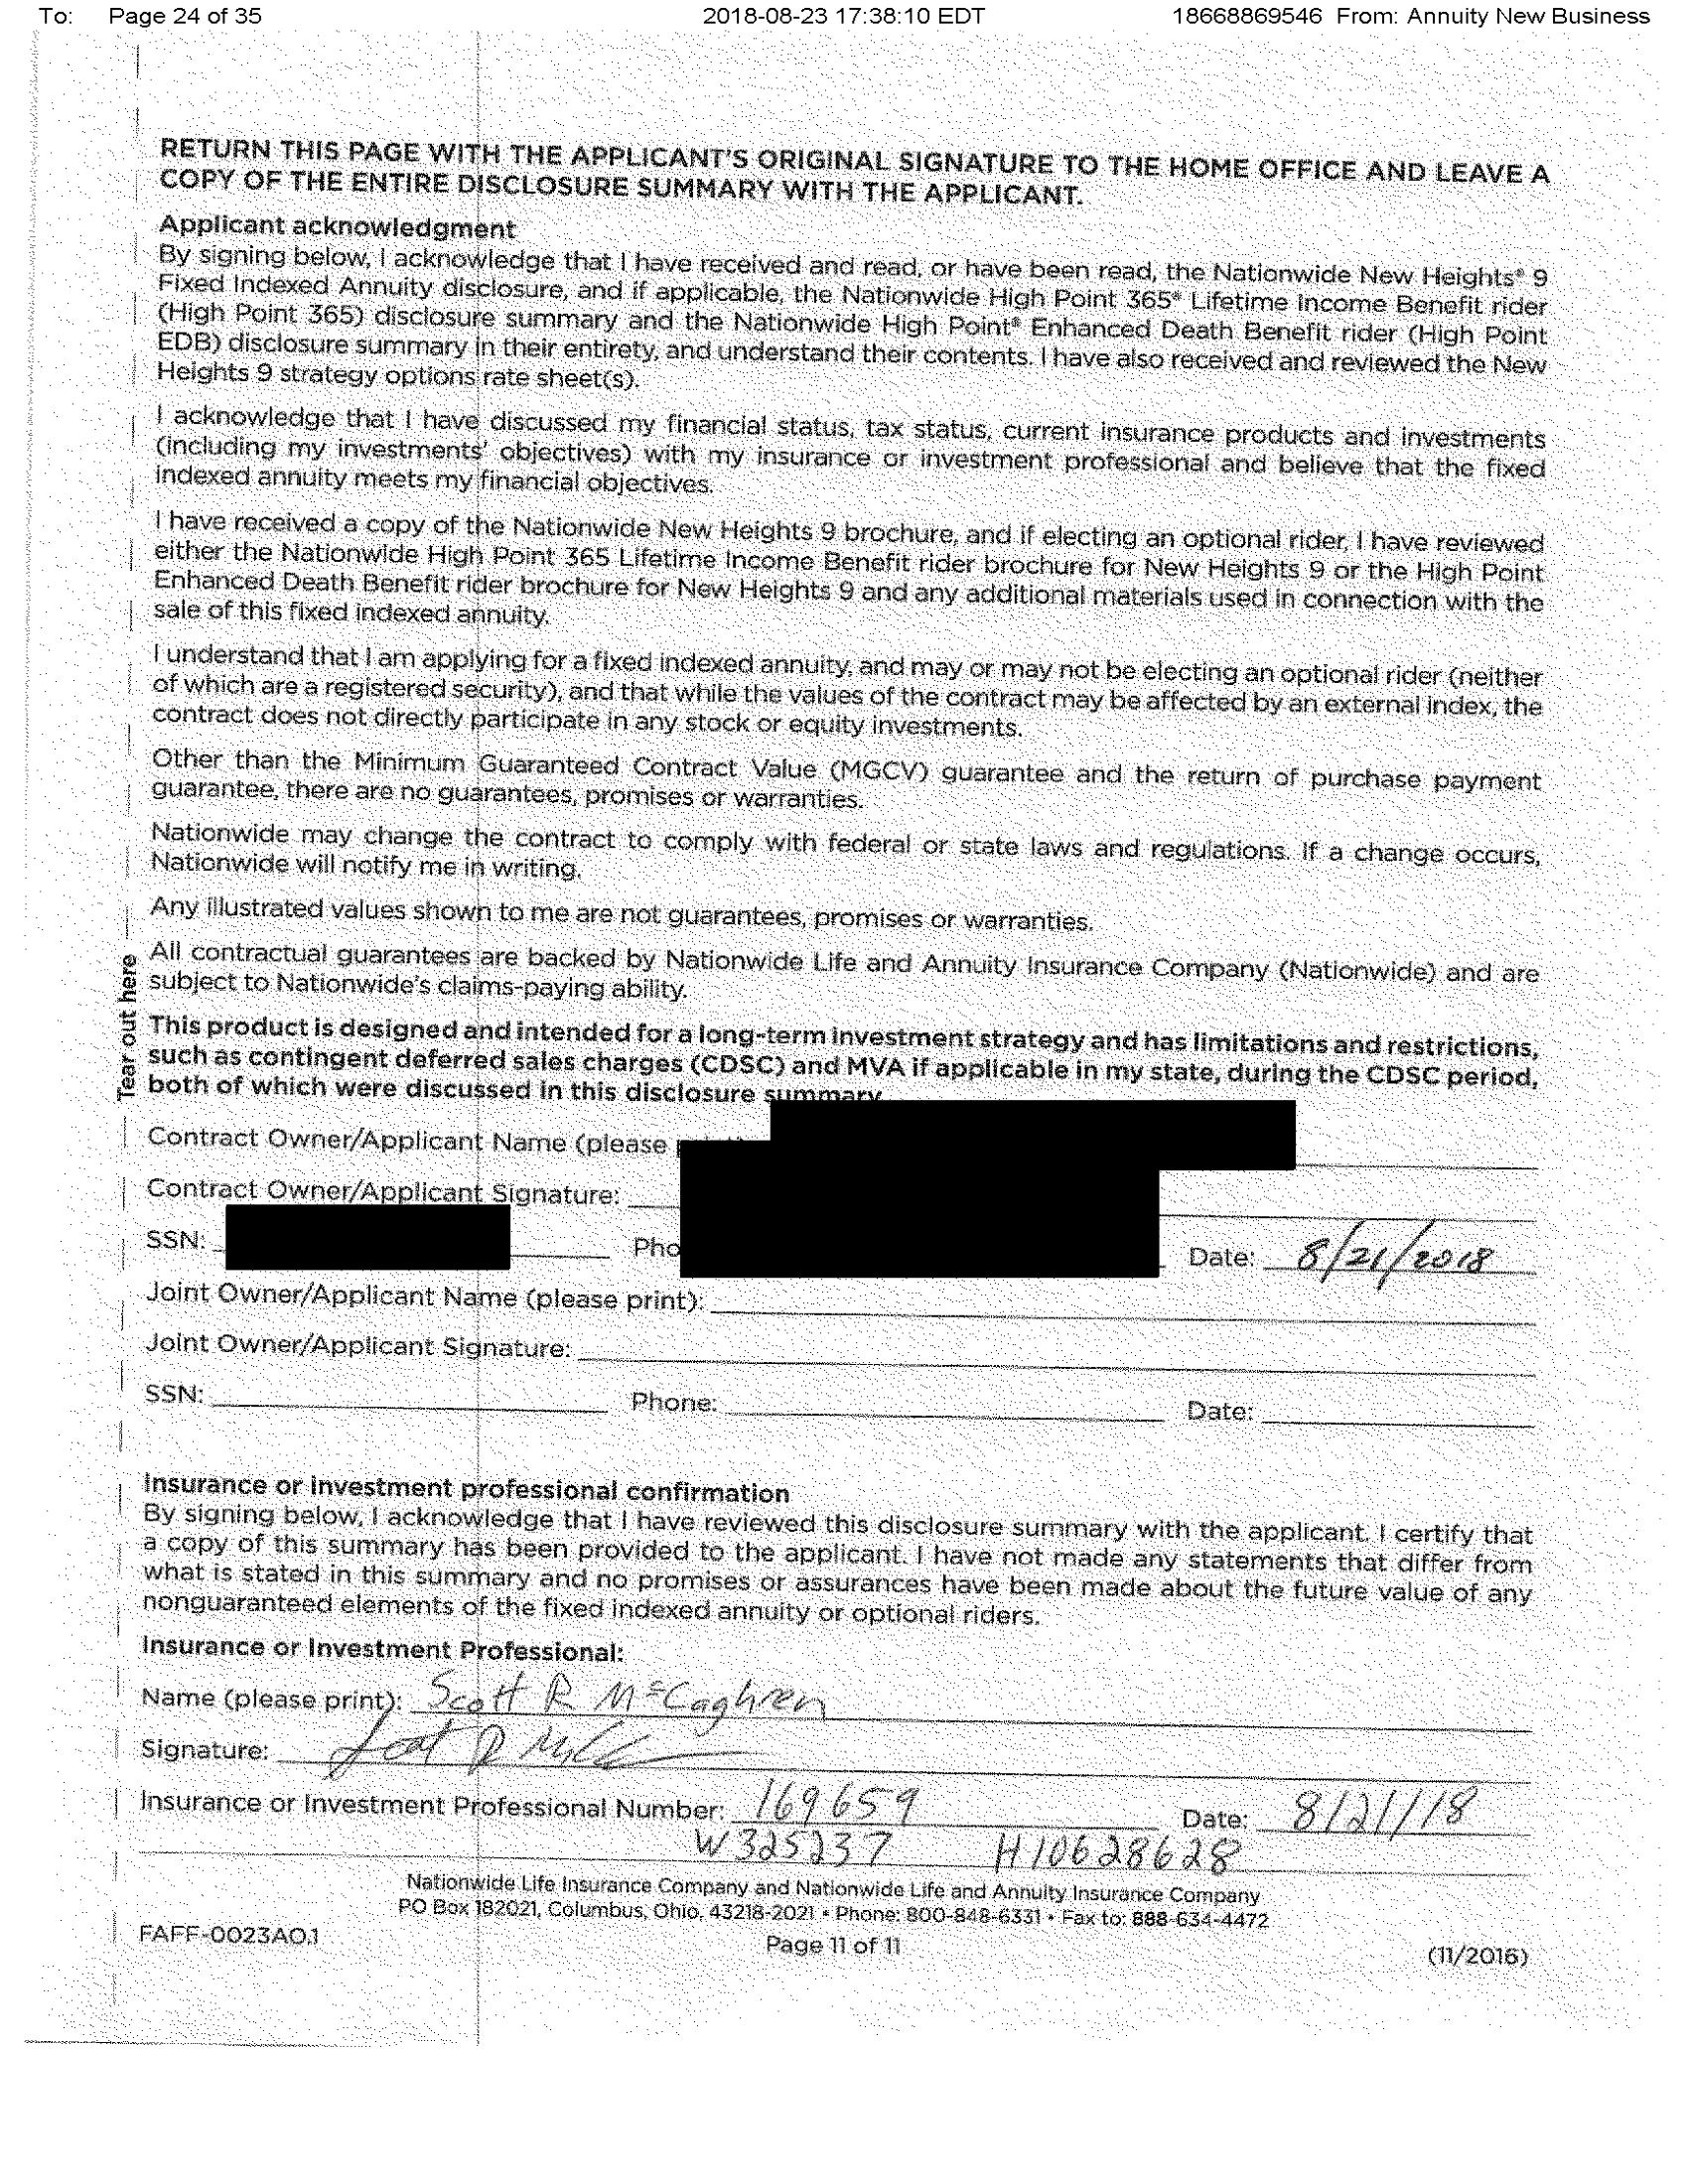 To: Page 24 of 35 2018-08-23 17:38:10 EDT 18668869546 From: Annuity New Business
RETURN THIS PAGE WITH THE APPLICANT'S ORIGINAL SIGNATURE TO THE HOME OFFICE AND LEAVE A
COPY OF THE ENTIRE DISCLOSURE SUMMARY WITH THE APPLICANT.
Applicant acknowledgment
By signing below, I acknowledge that I have received and read, or have been read, the Nationwide New Heights® 9
Fixed Indexed Annuity disclosure, and if applicable, the Nationwide High Point 365® Lifetime Income Benefit rider
(High Point 365) disclosure summary and the Nationwide High Point® Enhanced Death Benefit rider (High Point
EDB) disclosure summary in their entirety, and understand their contents. I have also received and reviewed the New
Heights 9 strategy options rate sheet(s).
I acknowledge that I have discussed my financial status, tax status, current insurance products and investments
(including my investments' objectives) with my insurance or investment professional and believe that the fixed
indexed annuity meets my financial objectives.
I have received a copy of the Nationwide New Heights 9 brochure, and if electing an optional rider, I have reviewed
either the Nationwide High Point 365 Lifetime Income Benefit rider brochure for New Heights 9 or the High Point
Enhanced Death Benefit rider brochure for New Heights 9 and any additional materials used in connection with the
sale of this fixed indexed annuity.
I understand that I am applying for a fixed indexed annuity, and may or may not be electing an optional rider (neither
of which are a registered security), and that while the values of the contract may be affected by an external index, the
contract does not directly participate in any stock or equity investments.
Other than the Minimum Guaranteed Contract Value (MGCV) guarantee and the return of purchase payment
guarantee, there are no guarantees, promises or warranties.
Nationwide may change the contract to comply with federal or state laws and regulations. If a change occurs,
Nationwide will notify me in writing.
Any illustrated values shown to me are not guarantees, promises or warranties.
All contractual guarantees are backed by Nationwide Life and Annuity Insurance Company (Nationwide) and are
subject to Nationwide's claims-paying ability.
Tear out here
This product is designed and intended for a long-term investment strategy and has limitations and restrictions,
such as contingent deferred sales charges (CDSC) and MVA if applicable in my state, during the CDSC period,
both of which were discussed in this disclosure summary
Contract Owner/Applicant Name (please
Contract Owner/Applicant Signature:
SSN: Pho Date: 8/21/2018
Joint Owner/Applicant Name (please print):
Joint Owner/Applicant Signature:
SSN: Phone: Date:
Insurance or investment professional confirmation
By signing below, I acknowledge that I have reviewed this disclosure summary with the applicant. I certify that
a copy of this summary has been provided to the applicant. I have not made any statements that differ from
what is stated in this summary and no promises or assurances have been made about the future value of any
nonguaranteed elements of the fixed indexed annuity or optional riders.
Insurance or Investment Professional:
Name (please print): Scott R McCaghren
Signature:
Insurance or Investment Professional Number: 169659 Date: 8/21/18
W325237 H10628628
Nationwide Life Insurance Company and Nationwide Life and Annuity Insurance Company
PO Box 182021, Columbus, Ohio, 43218-2021 • Phone: 800-848-6331 • Fax to: 888-634-4472
FAFF-0023AO.1
Page 11 of 11
(11/2016)